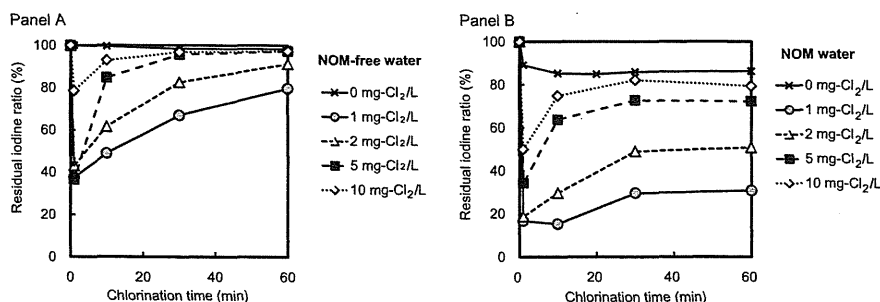 Panel A
Residual iodine ratio (%)
100
80
60
40
20
0
0
20
40
60
Chlorination time (min)
NOM-free water
0 mg-Cl₂/L
1 mg-Cl₂/L
2 mg-Cl₂/L
5 mg-Cl₂/L
10 mg-Cl₂/L
Panel B
Residual iodine ratio (%)
100
80
60
40
20
0
0
20
40
60
Chlorination time (min)
NOM water
0 mg-Cl₂/L
1 mg-Cl₂/L
2 mg-Cl₂/L
5 mg-Cl₂/L
10 mg-Cl₂/L